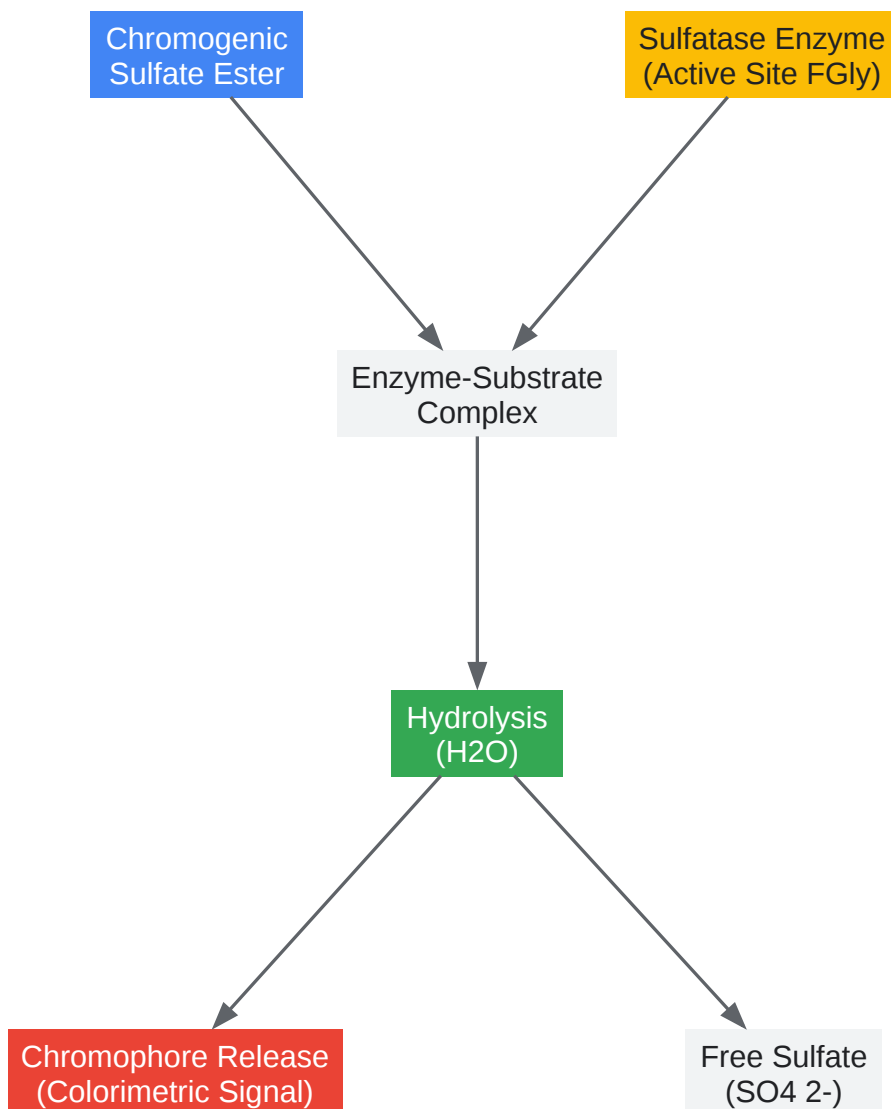 Chromogenic
Sulfate Ester
Sulfatase Enzyme
(Active Site FGly)
Enzyme-Substrate
Complex
Hydrolysis
(H2O)
Chromophore Release
(Colorimetric Signal)
Free Sulfate
(SO4 2-)